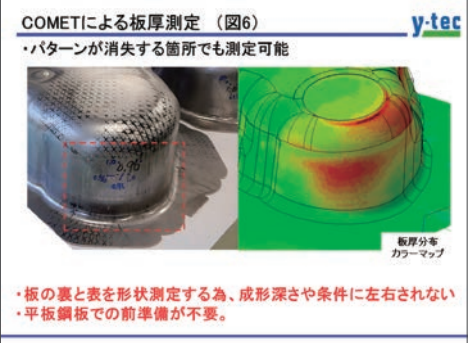 COMETによる板厚測定 (図6)
y-tec
・パターンが消失する箇所でも測定可能
0.96
板厚分布
カラーマップ
・板の裏と表を形状測定する為、成形深さや条件に左右されない
・平板鋼板での前準備が不要。